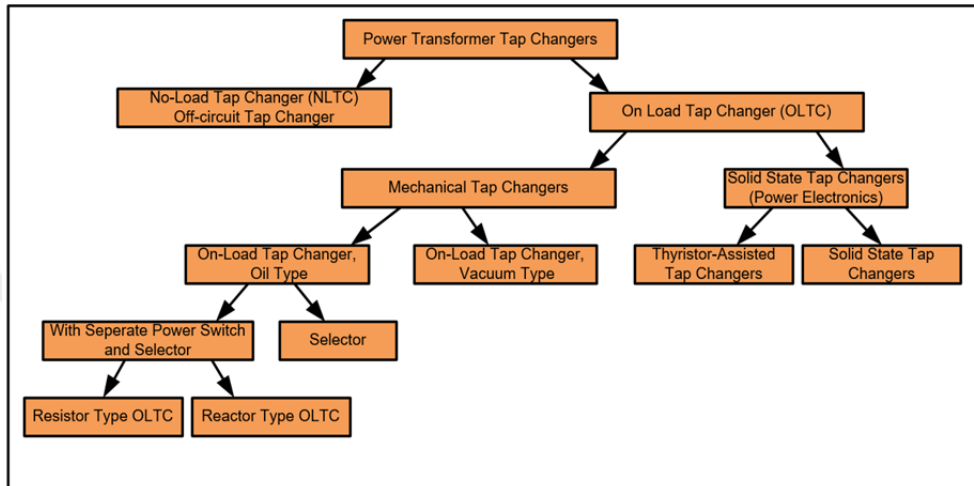 Power Transformer Tap Changers
No-Load Tap Changer (NLTC)
Off-circuit Tap Changer
On Load Tap Changer (OLTC)
Mechanical Tap Changers
Solid State Tap Changers
(Power Electronics)
On-Load Tap Changer,
Oil Type
On-Load Tap Changer,
Vacuum Type
Thyristor-Assisted
Tap Changers
Solid State Tap
Changers
With Seperate Power Switch
and Selector
Selector
Resistor Type OLTC
Reactor Type OLTC